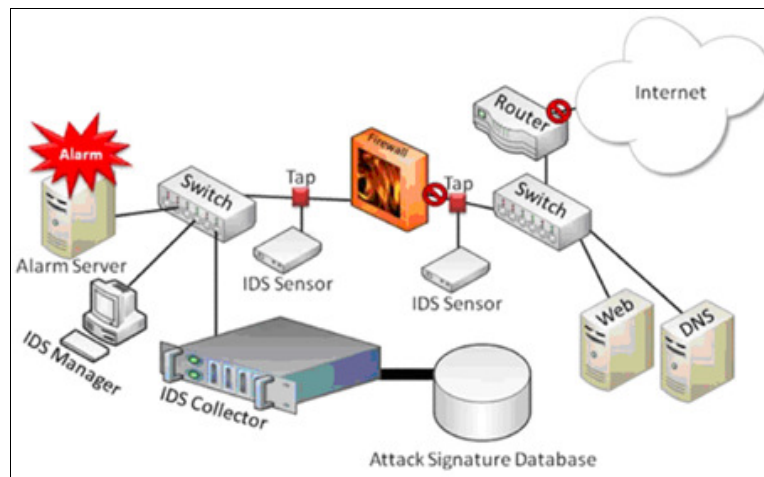 Internet
Router
Firewall
Alarm
Tap
Tap
Switch
Switch
Alarm Server
IDS Sensor
IDS Sensor
Web
DNS
IDS Manager
IDS Collector
Attack Signature Database